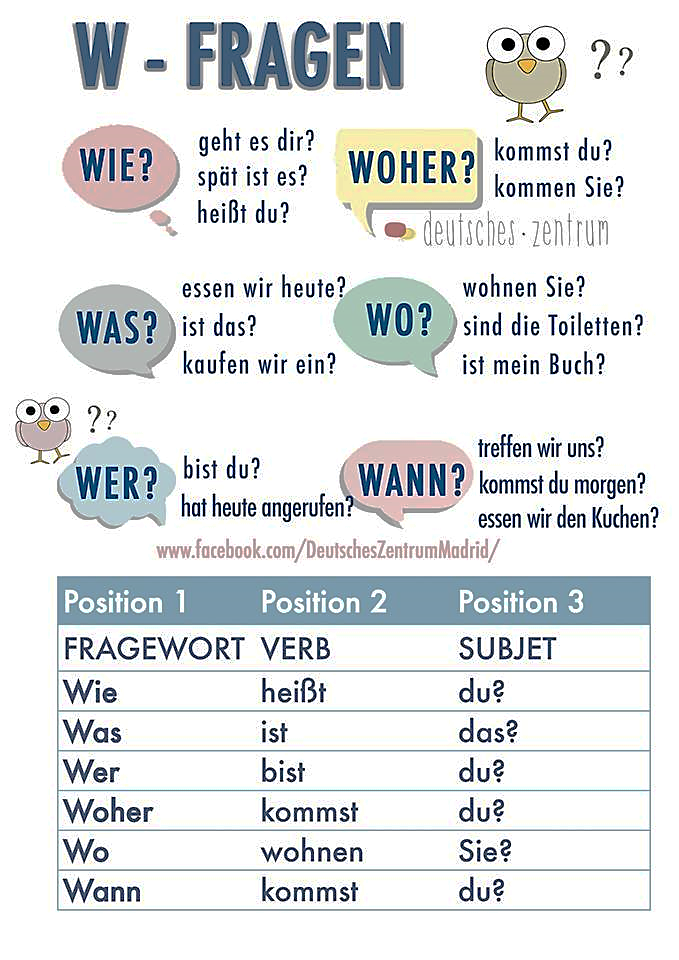 W - FRAGEN
? ?
WIE?
geht es dir?
spät ist es?
heißt du?
WOHER?
kommst du?
kommen Sie?
deutsches·zentrum
WAS?
essen wir heute?
ist das?
kaufen wir ein?
WO?
wohnen Sie?
sind die Toiletten?
ist mein Buch?
? ?
WER?
bist du?
hat heute angerufen?
WANN?
treffen wir uns?
kommst du morgen?
essen wir den Kuchen?
www.facebook.com/DeutschesZentrumMadrid/
Position 1 Position 2 Position 3
FRAGEWORT VERB SUBJET
Wie heißt du?
Was ist das?
Wer bist du?
Woher kommst du?
Wo wohnen Sie?
Wann kommst du?